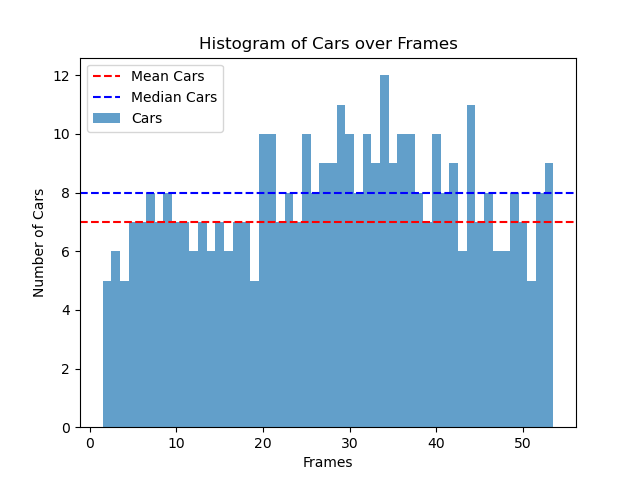 Histogram of Cars over Frames
Mean Cars
Median Cars
Cars
Number of Cars
12
10
8
6
4
2
0
0 10 20 30 40 50
Frames